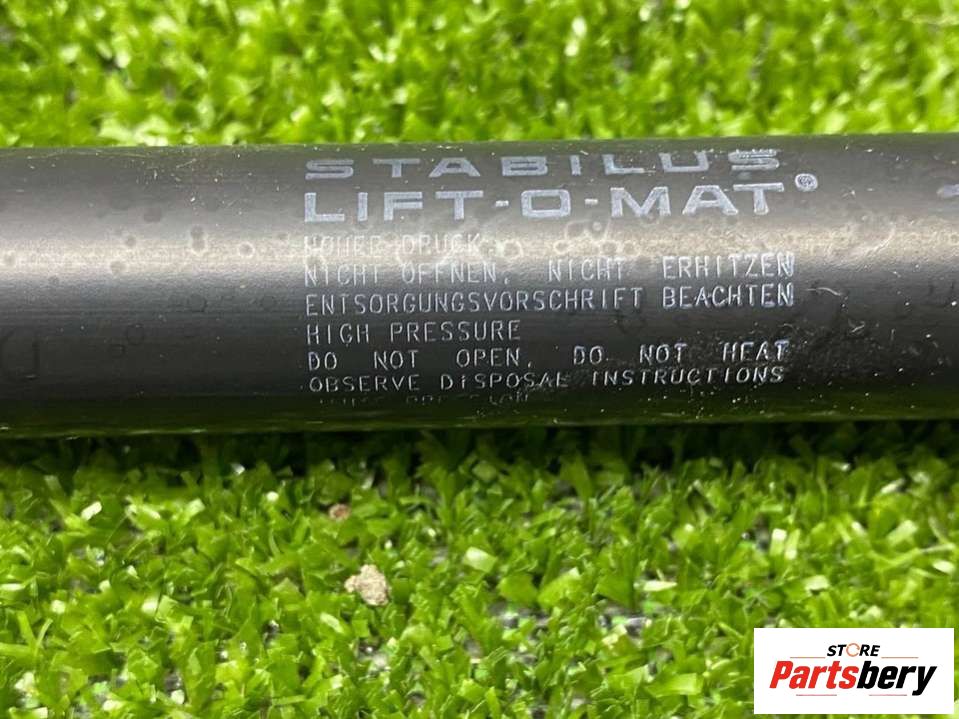 STABILUS
LIFT-O-MAT®
HOHER DRUCK
NICHT ÖFFNEN, NICHT ERHITZEN
ENTSORGUNGSVORSCHRIFT BEACHTEN
HIGH PRESSURE
DO NOT OPEN, DO NOT HEAT
OBSERVE DISPOSAL INSTRUCTIONS
STORE
Partsbery